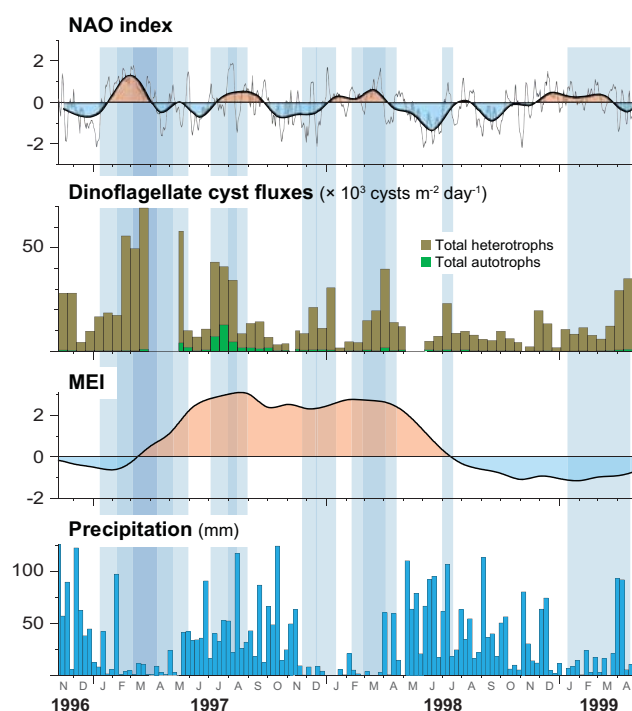 NAO index
2
0
-2
Dinoflagellate cyst fluxes (× 10³ cysts m⁻² day⁻¹)
50
Total heterotrophs
Total autotrophs
MEI
2
0
-2
Precipitation (mm)
100
50
N D J F M A M J J A S O N D J F M A M J J A S O N D J F M A
1996 1997 1998 1999